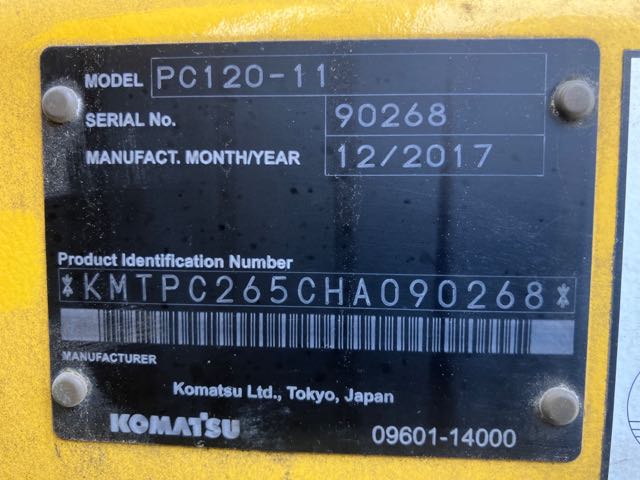 MODEL PC120-11
SERIAL No. 90268
MANUFACT. MONTH/YEAR 12/2017
Product Identification Number
*KMTPC265CHA090268*
MANUFACTURER
Komatsu Ltd., Tokyo, Japan
KOMATSU 09601-14000